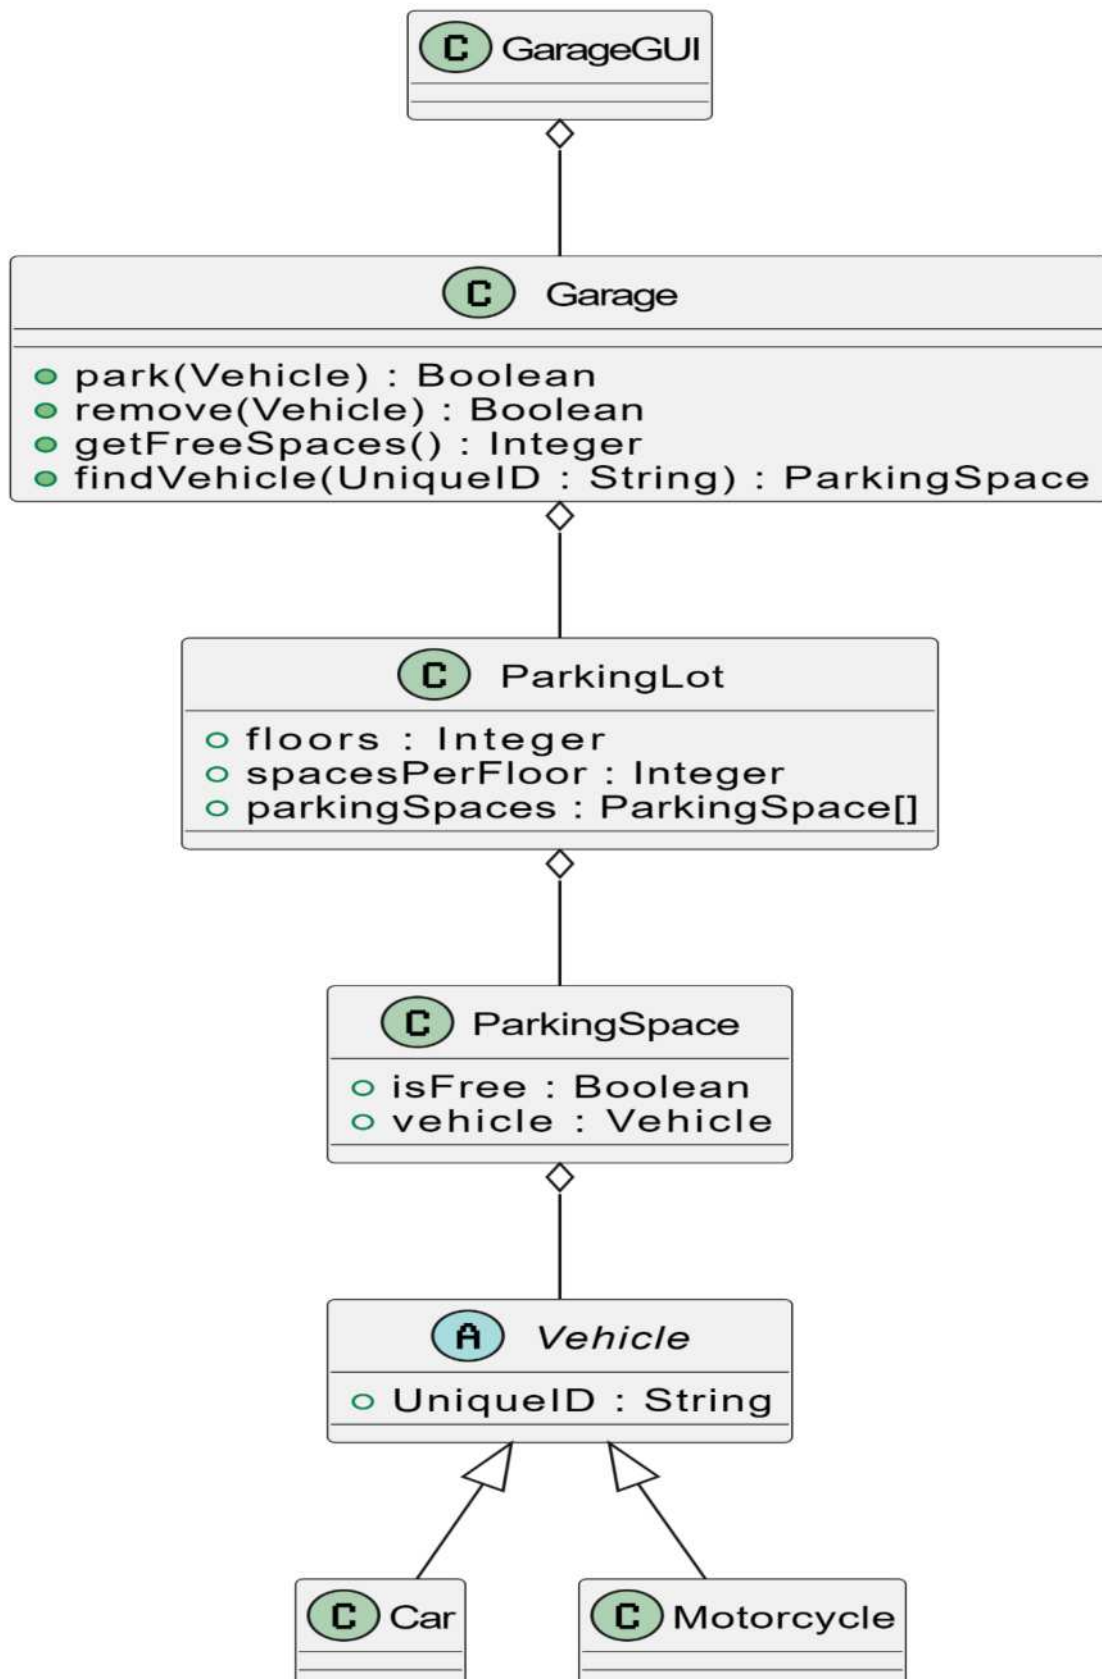 C GarageGUI
C Garage
park(Vehicle) : Boolean
remove(Vehicle) : Boolean
getFreeSpaces() : Integer
findVehicle(UniqueID : String) : ParkingSpace
C ParkingLot
floors : Integer
spacesPerFloor : Integer
parkingSpaces : ParkingSpace[]
C ParkingSpace
isFree : Boolean
vehicle : Vehicle
A Vehicle
UniqueID : String
C Car
C Motorcycle